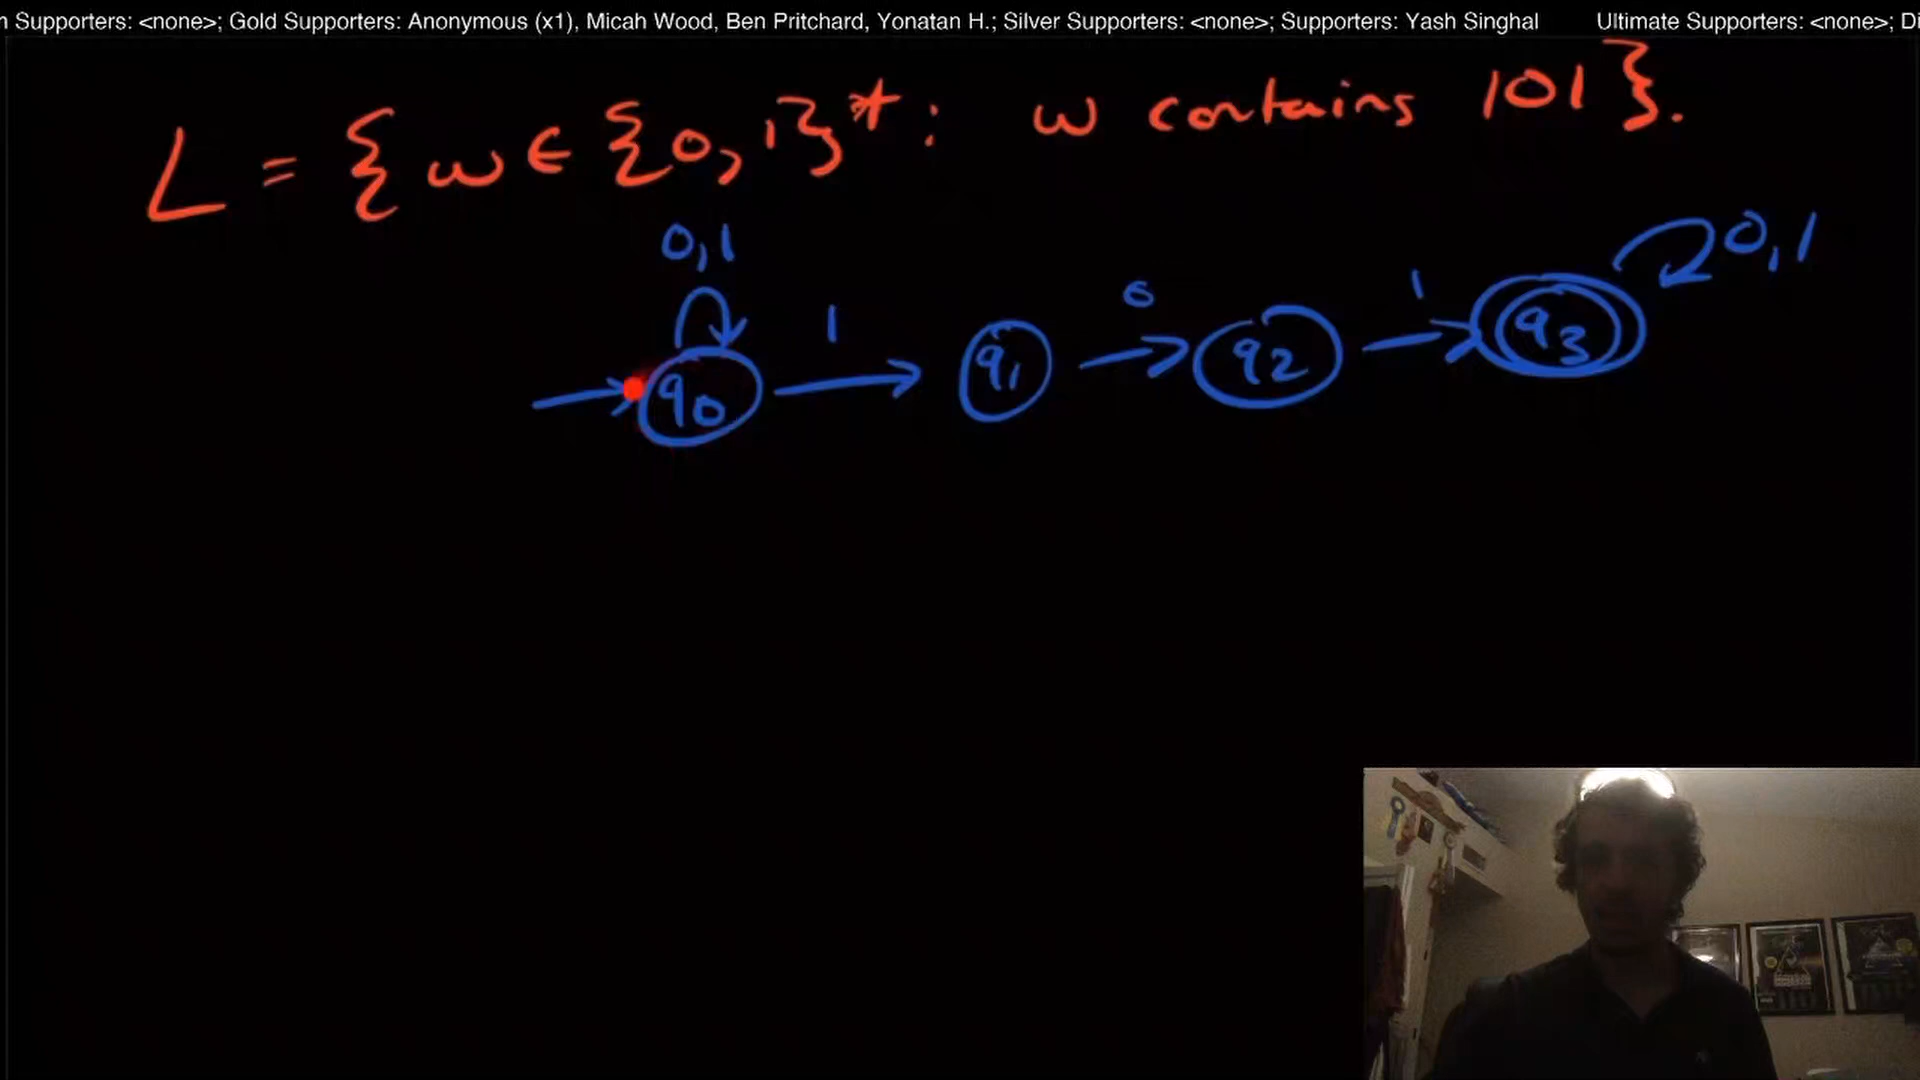 n Supporters: <none>; Gold Supporters: Anonymous (x1), Micah Wood, Ben Pritchard, Yonatan H.; Silver Supporters: <none>; Supporters: Yash Singhal Ultimate Supporters: <none>; Di
L = { w ∈ {0, 1}* : w contains 101 }.
0, 1
0, 1
1 0 1
q0 q1 q2 q3